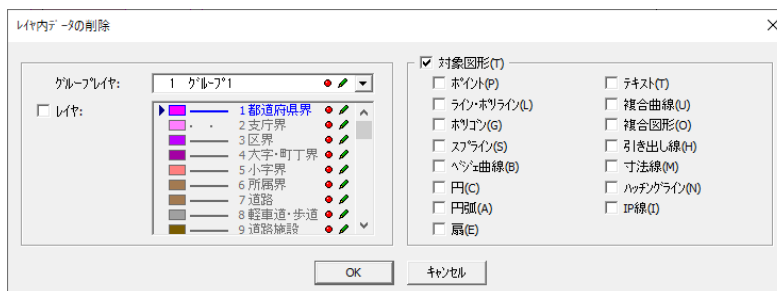 レイヤ内データの削除
グループレイヤ:
1 グループ1
レイヤ:
1 都道府県界
2 支庁界
3 区界
4 大字・町丁界
5 小字界
6 所属界
7 道路
8 軽車道・歩道
9 道路施設
対象図形(T)
ポイント(P)
ライン・ポリライン(L)
ポリゴン(G)
スプライン(S)
ベジェ曲線(B)
円(C)
円弧(A)
扇(E)
テキスト(T)
複合曲線(U)
複合図形(O)
引き出し線(H)
寸法線(M)
ハッチングライン(N)
IP線(I)
OK
キャンセル